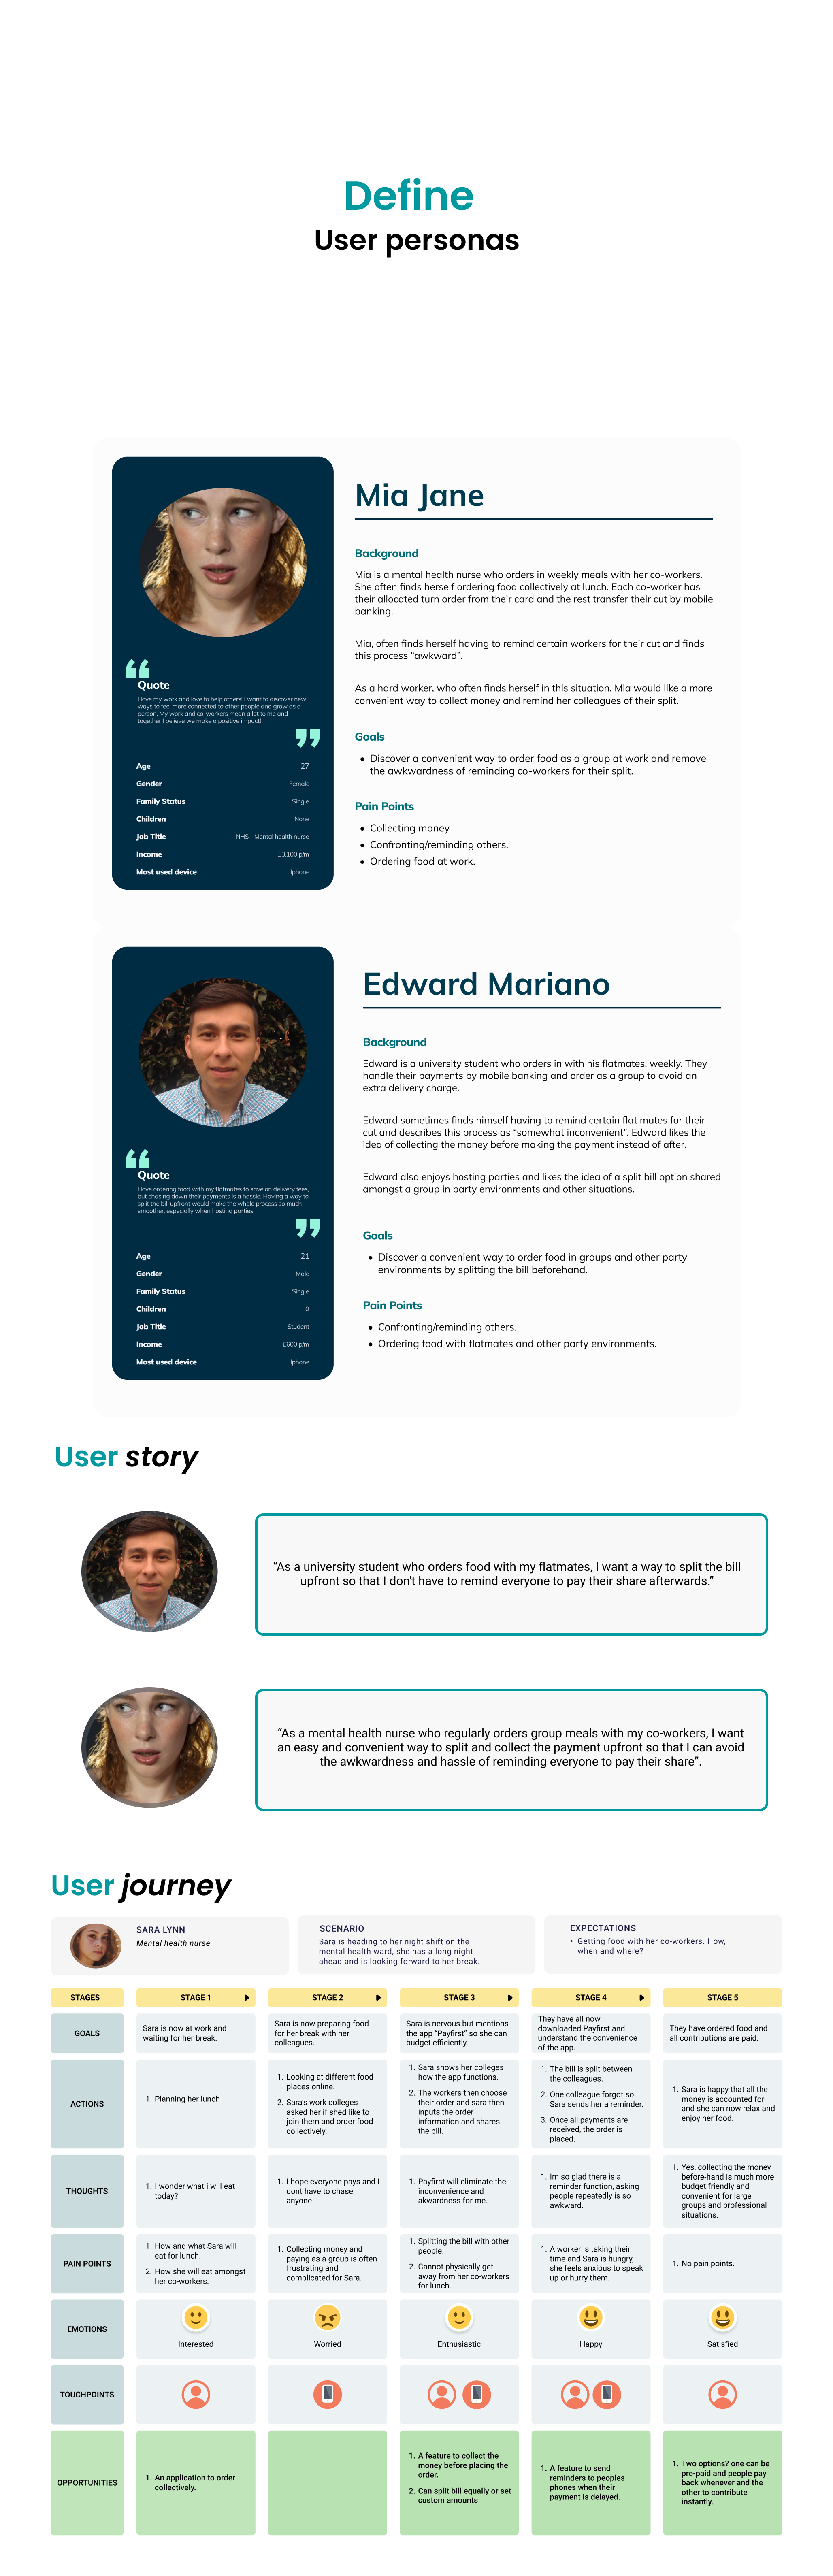 Define
User personas
Mia Jane
Background
Mia is a mental health nurse who orders in weekly meals with her co-workers.
She often finds herself ordering food collectively at lunch. Each co-worker has
their allocated turn order from their card and the rest transfer their cut by mobile
banking.
Mia, often finds herself having to remind certain workers for their cut and finds
this process “awkward”.
As a hard worker, who often finds herself in this situation, Mia would like a more
convenient way to collect money and remind her colleagues of their split.
Goals
• Discover a convenient way to order food as a group at work and remove
the awkwardness of reminding co-workers for their split.
Pain Points
• Collecting money
• Confronting/reminding others.
• Ordering food at work.
“
Quote
I love my work and love to help others! I want to discover new
ways to feel more connected to other people and grow as a
person. My work and co-workers mean a lot to me and
together I believe we make a positive impact!
”
Age 27
Gender Female
Family Status Single
Children None
Job Title NHS - Mental health nurse
Income £3,100 p/m
Most used device Iphone
Edward Mariano
Background
Edward is a university student who orders in with his flatmates, weekly. They
handle their payments by mobile banking and order as a group to avoid an
extra delivery charge.
Edward sometimes finds himself having to remind certain flat mates for their
cut and describes this process as “somewhat inconvenient”. Edward likes the
idea of collecting the money before making the payment instead of after.
Edward also enjoys hosting parties and likes the idea of a split bill option shared
amongst a group in party environments and other situations.
Goals
• Discover a convenient way to order food in groups and other party
environments by splitting the bill beforehand.
Pain Points
• Confronting/reminding others.
• Ordering food with flatmates and other party environments.
“
Quote
I love ordering food with my flatmates to save on delivery fees,
but chasing down their payments is a hassle. Having a way to
split the bill upfront would make the whole process so much
smoother, especially when hosting parties.
”
Age 21
Gender Male
Family Status Single
Children 0
Job Title Student
Income £600 p/m
Most used device Iphone
User story
“As a university student who orders food with my flatmates, I want a way to split the bill
upfront so that I don't have to remind everyone to pay their share afterwards.”
“As a mental health nurse who regularly orders group meals with my co-workers, I want
an easy and convenient way to split and collect the payment upfront so that I can avoid
the awkwardness and hassle of reminding everyone to pay their share”.
User journey
SARA LYNN
Mental health nurse
SCENARIO
Sara is heading to her night shift on the
mental health ward, she has a long night
ahead and is looking forward to her break.
EXPECTATIONS
• Getting food with her co-workers. How,
when and where?
STAGES
STAGE 1
STAGE 2
STAGE 3
STAGE 4
STAGE 5
GOALS
Sara is now at work and
waiting for her break.
Sara is now preparing food
for her break with her
colleagues.
Sara is nervous but mentions
the app “Payfirst” so she can
budget efficiently.
They have all now
downloaded Payfirst and
understand the convenience
of the app.
They have ordered food and
all contributions are paid.
ACTIONS
1. Planning her lunch
1. Looking at different food
places online.
2. Sara's work colleges
asked her if she'd like to
join them and order food
collectively.
1. Sara shows her colleges
how the app functions.
2. The workers then choose
their order and sara then
inputs the order
information and shares
the bill.
1. The bill is split between
the colleagues.
2. One colleague forgot so
Sara sends her a reminder.
3. Once all payments are
received, the order is
placed.
1. Sara is happy that all the
money is accounted for
and she can now relax and
enjoy her food.
THOUGHTS
1. I wonder what i will eat
today?
1. I hope everyone pays and I
dont have to chase
anyone.
1. Payfirst will eliminate the
inconvenience and
akwardness for me.
1. Im so glad there is a
reminder function, asking
people repeatedly is so
awkward.
1. Yes, collecting the money
before-hand is much more
budget friendly and
convenient for large
groups and professional
situations.
PAIN POINTS
1. How and what Sara will
eat for lunch.
2. How she will eat amongst
her co-workers.
1. Collecting money and
paying as a group is often
frustrating and
complicated for Sara.
1. Splitting the bill with other
people.
2. Cannot physically get
away from her co-workers
for lunch.
1. A worker is taking their
time and Sara is hungry,
she feels anxious to speak
up or hurry them.
1. No pain points.
EMOTIONS
Interested
Worried
Enthusiastic
Happy
Satisfied
TOUCHPOINTS
OPPORTUNITIES
1. An application to order
collectively.
1. A feature to collect the
money before placing the
order.
2. Can split bill equally or set
custom amounts
1. A feature to send
reminders to peoples
phones when their
payment is delayed.
1. Two options? one can be
pre-paid and people pay
back whenever and the
other to contribute
instantly.